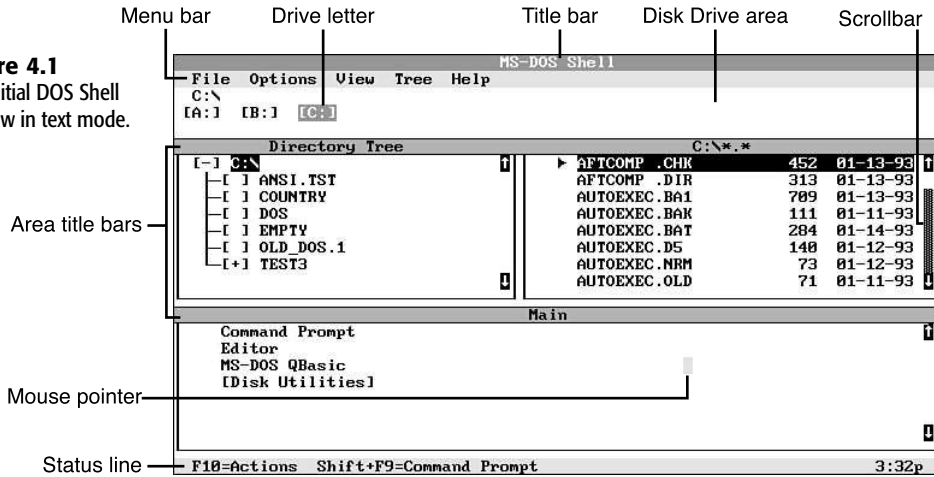 Menu bar Drive letter Title bar Disk Drive area Scrollbar
re 4.1
itial DOS Shell
w in text mode.
MS-DOS Shell
File Options View Tree Help
C:\
[A:] [B:] [C:]
Directory Tree C:\*.*
[-] C:\ ↑ ► AFTCOMP .CHK 452 01-13-93 ↑
[ ] ANSI.TST AFTCOMP .DIR 313 01-13-93
[ ] COUNTRY AUTOEXEC.BA1 709 01-13-93
[ ] DOS AUTOEXEC.BAK 111 01-11-93
Area title bars [ ] EMPTY AUTOEXEC.BAT 284 01-14-93
[ ] OLD_DOS.1 AUTOEXEC.D5 140 01-12-93
[+] TEST3 AUTOEXEC.NRM 73 01-12-93
↓ AUTOEXEC.OLD 71 01-11-93 ↓
Main
Command Prompt ↑
Editor
MS-DOS QBasic
[Disk Utilities]
Mouse pointer
↓
Status line F10=Actions Shift+F9=Command Prompt 3:32p